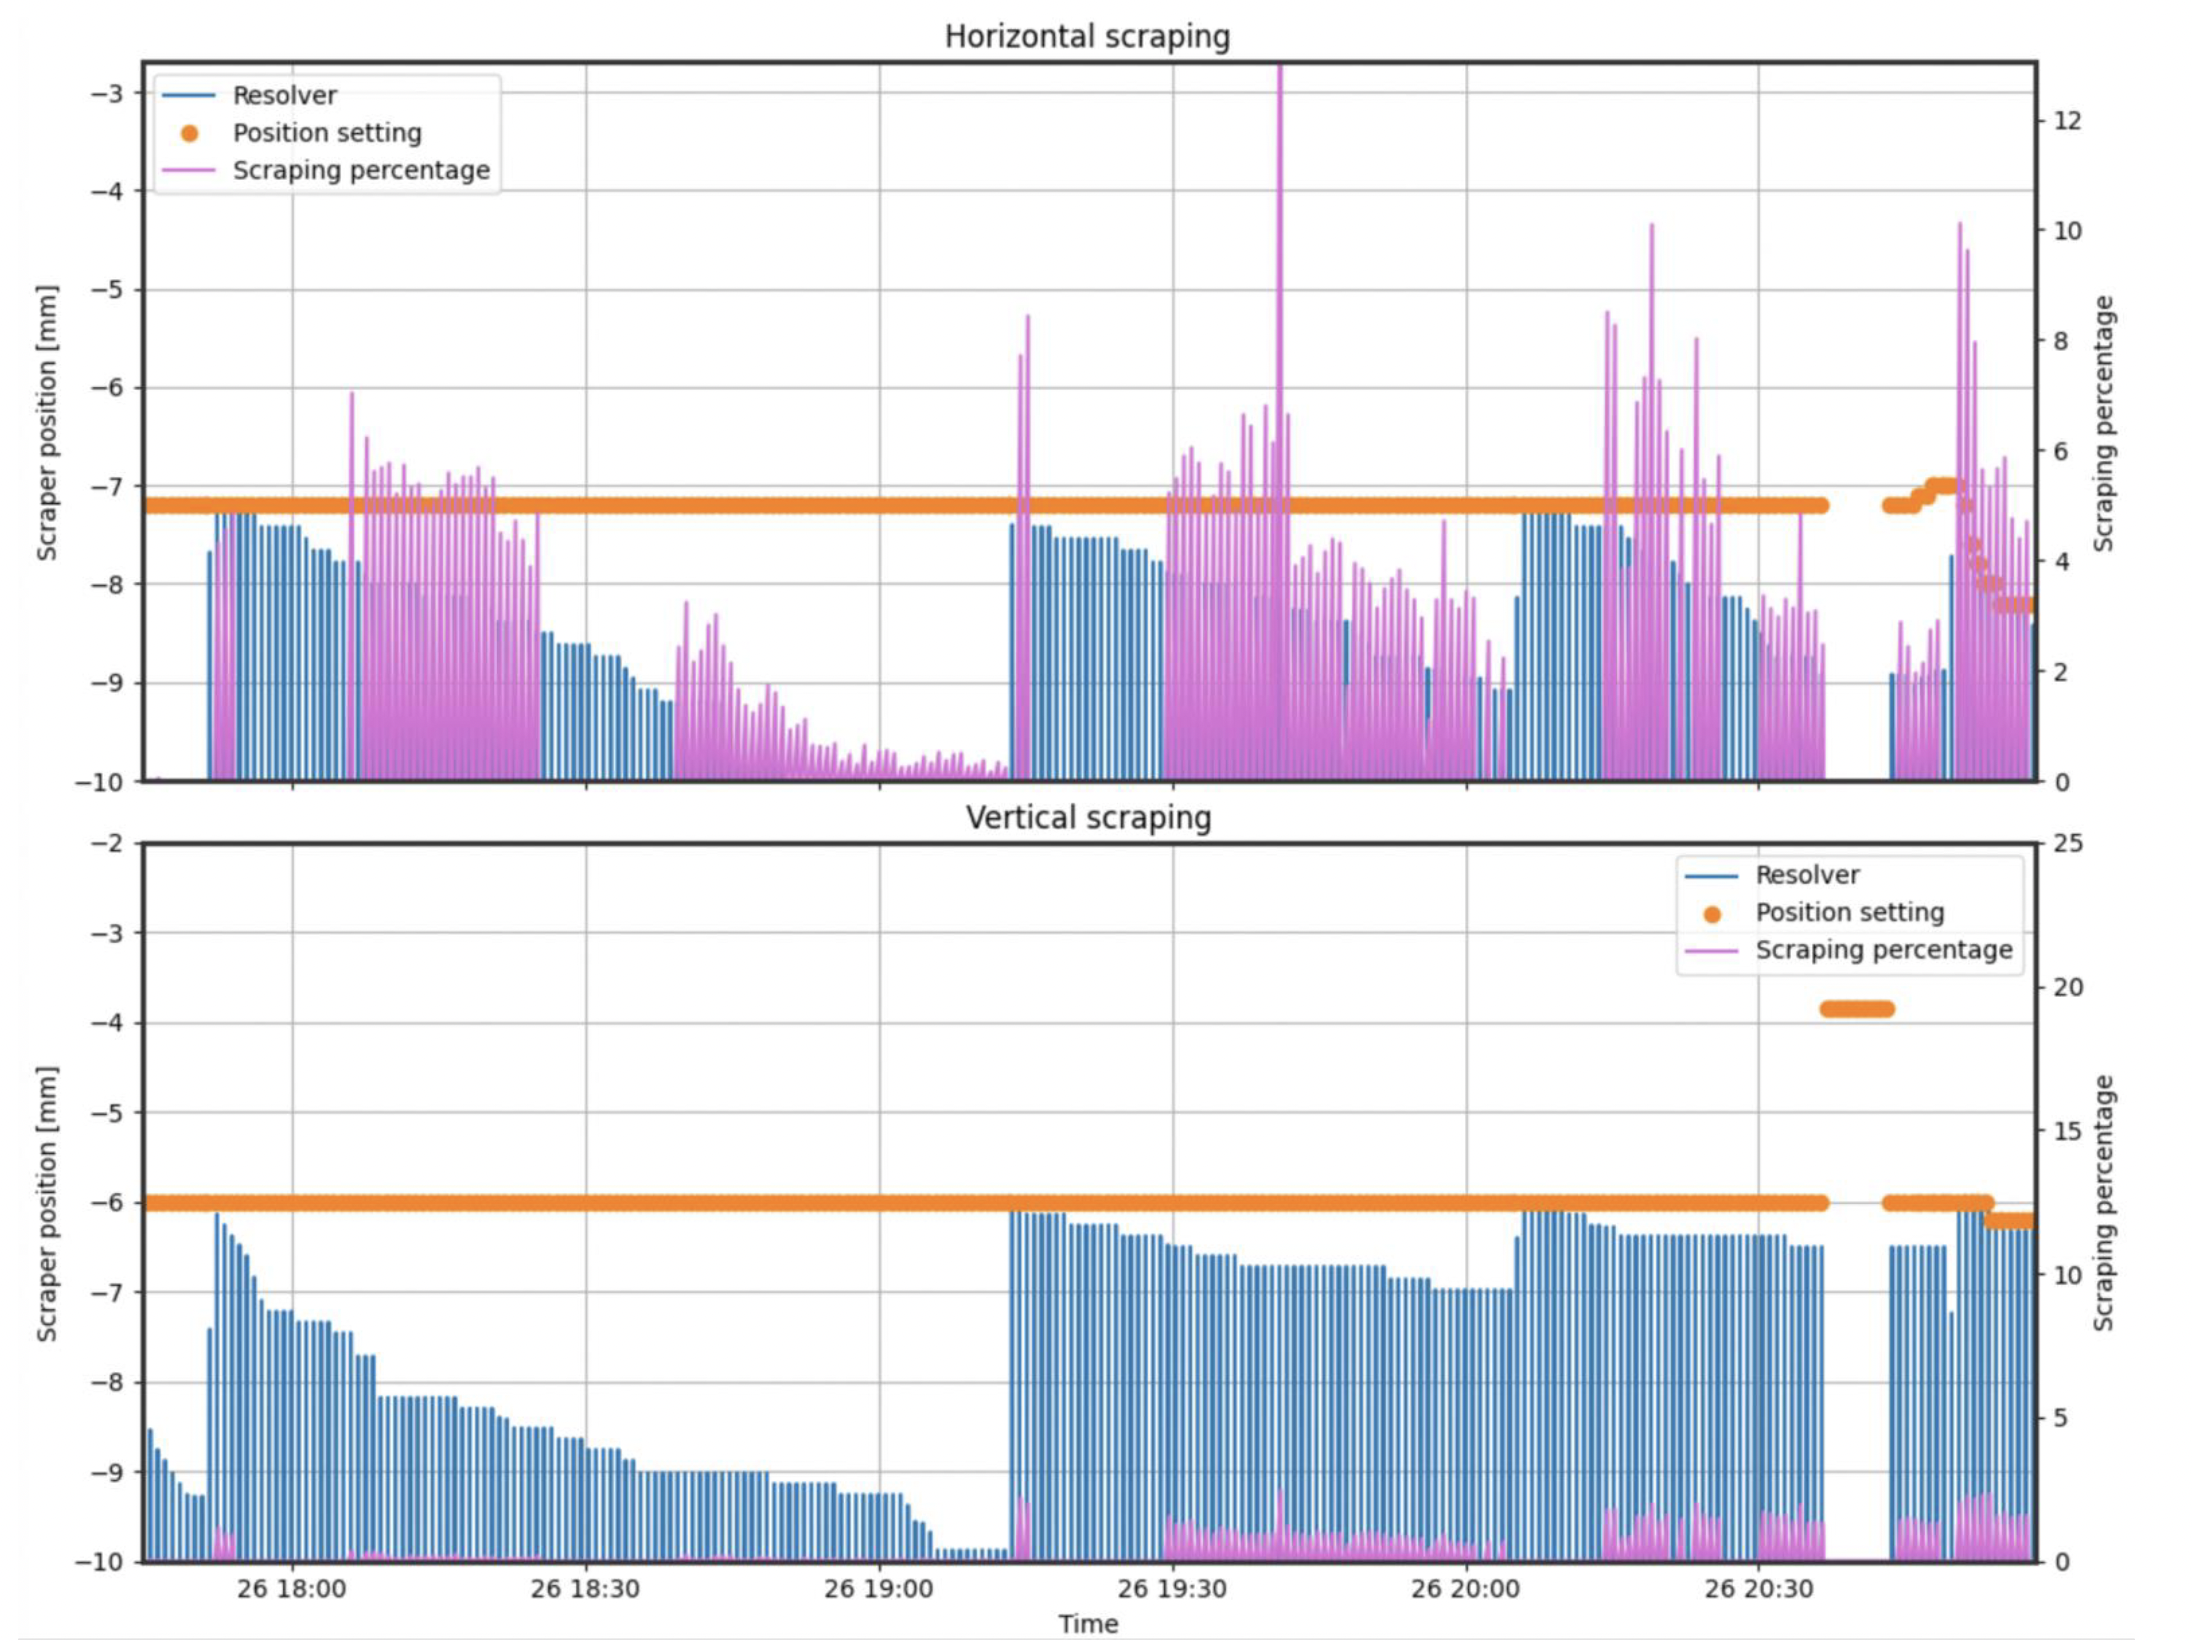 Horizontal scraping
Resolver
Position setting
Scraping percentage
−3
−4
−5
−6
−7
−8
−9
−10
Scraper position [mm]
12
10
8
6
4
2
0
Scraping percentage
Vertical scraping
Resolver
Position setting
Scraping percentage
−2
−3
−4
−5
−6
−7
−8
−9
−10
Scraper position [mm]
25
20
15
10
5
0
Scraping percentage
26 18:00 26 18:30 26 19:00 26 19:30 26 20:00 26 20:30
Time